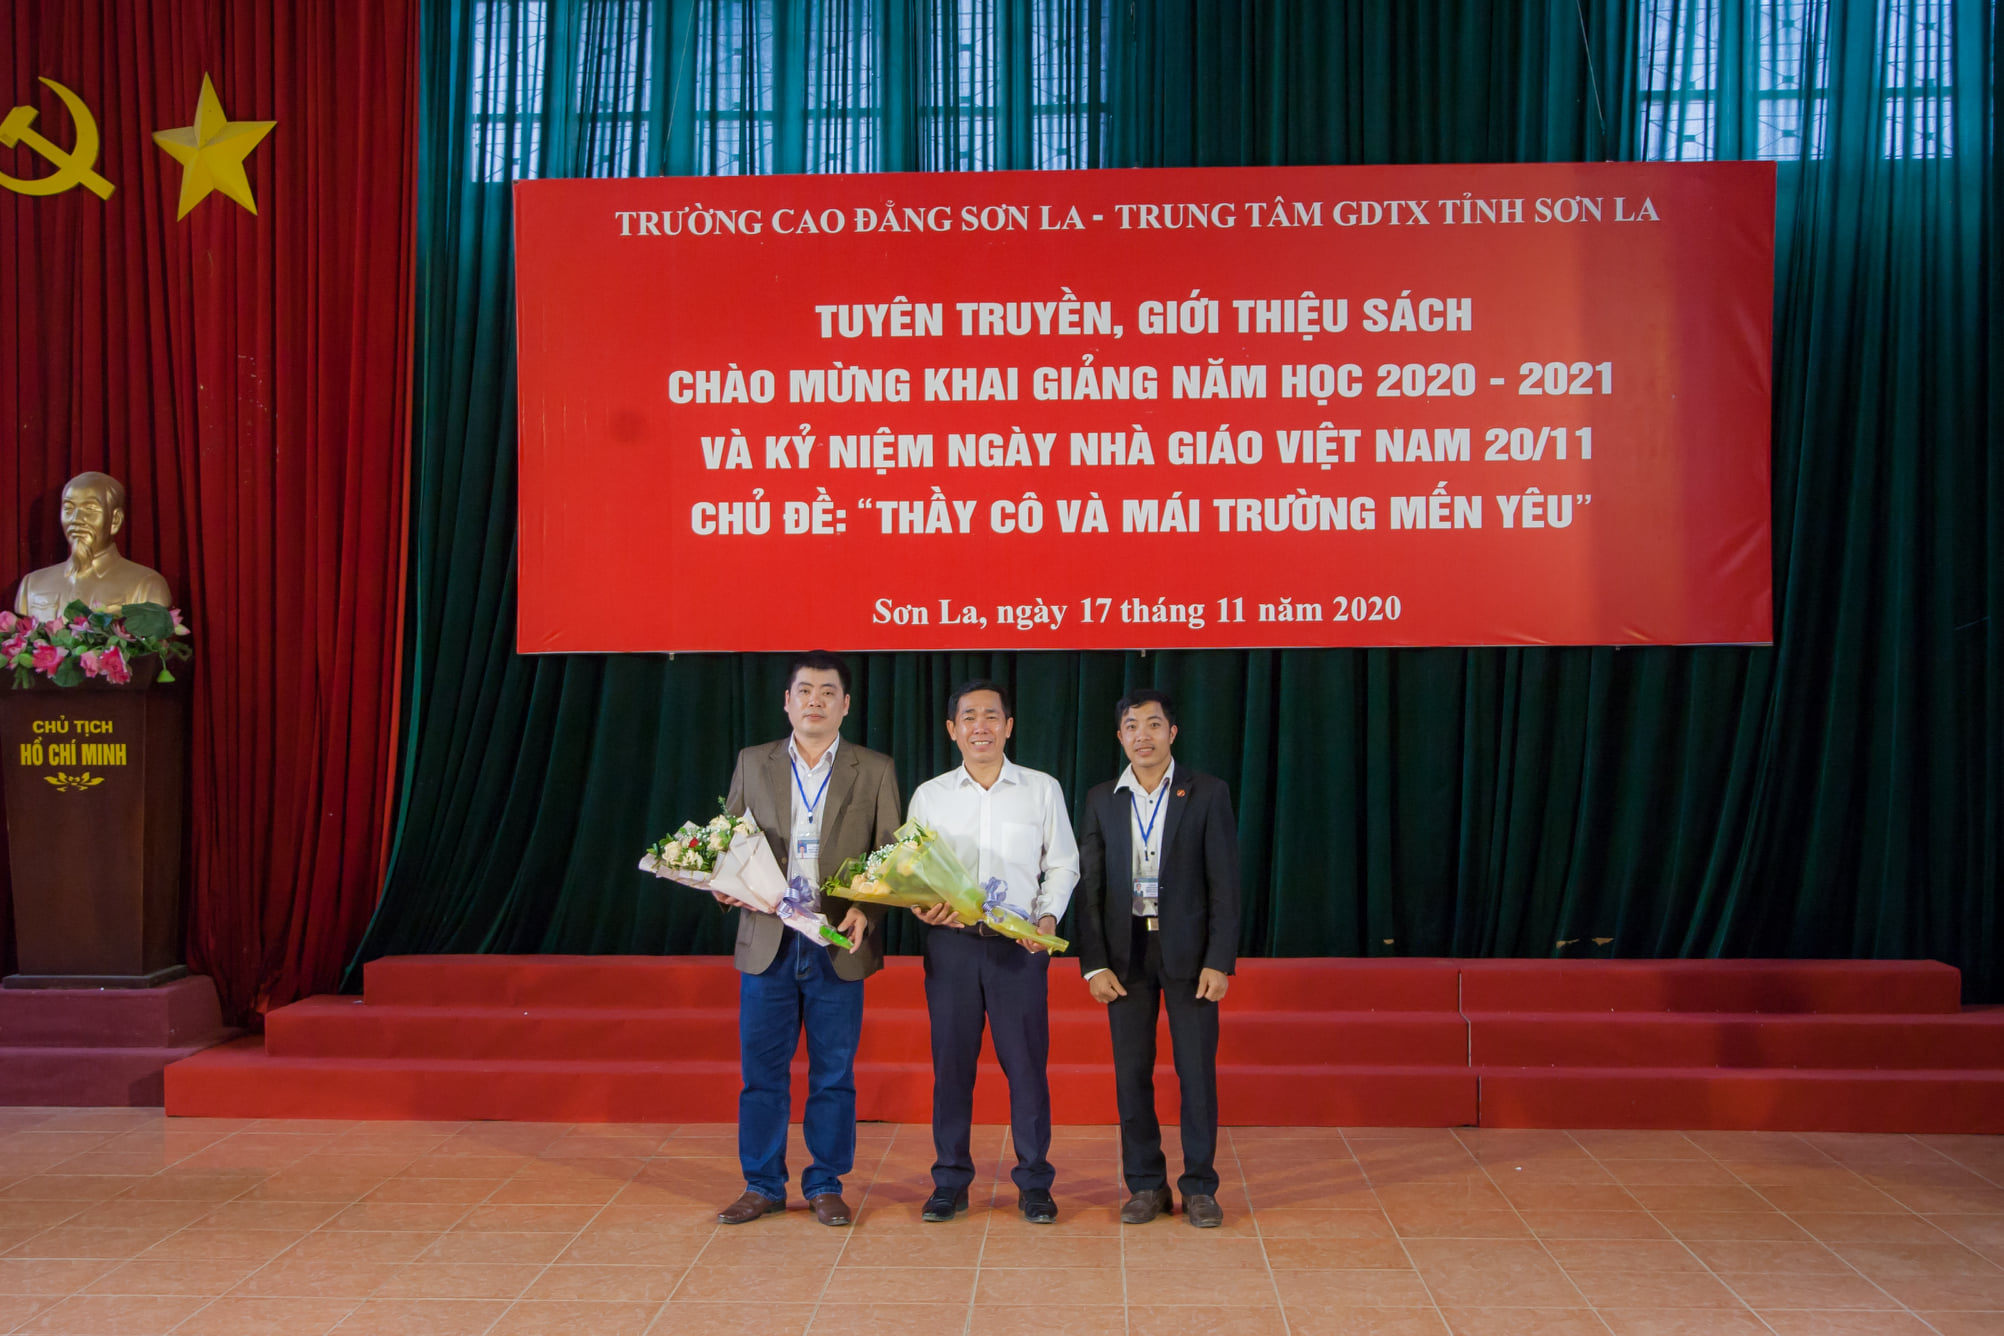 TRƯỜNG CAO ĐẲNG SƠN LA - TRUNG TÂM GDTX TỈNH SƠN LA
TUYÊN TRUYỀN, GIỚI THIỆU SÁCH
CHÀO MỪNG KHAI GIẢNG NĂM HỌC 2020 - 2021
VÀ KỶ NIỆM NGÀY NHÀ GIÁO VIỆT NAM 20/11
CHỦ ĐỀ: “THẦY CÔ VÀ MÁI TRƯỜNG MẾN YÊU”
Sơn La, ngày 17 tháng 11 năm 2020
CHỦ TỊCH
HỒ CHÍ MINH